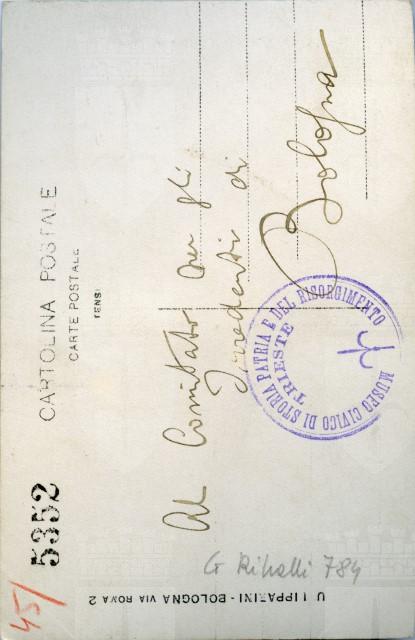 CARTOLINA POSTALE
CARTE POSTALE
TENSI
5352
45/
Al Comitato per gli
Irredenti di
Bologna
MUSEO CIVICO DI STORIA PATRIA E DEL RISORGIMENTO
TRIESTE
784
U LIPPARINI - BOLOGNA VIA ROMA 2